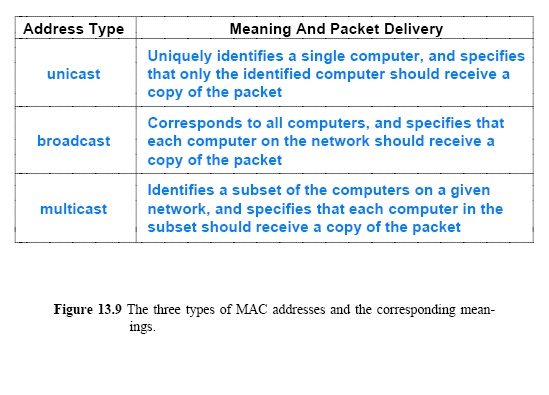 Address Type Meaning And Packet Delivery
Uniquely identifies a single computer, and specifies
unicast that only the identified computer should receive a
copy of the packet
Corresponds to all computers, and specifies that
broadcast each computer on the network should receive a
copy of the packet
Identifies a subset of the computers on a given
multicast network, and specifies that each computer in the
subset should receive a copy of the packet
Figure 13.9 The three types of MAC addresses and the corresponding mean-
ings.